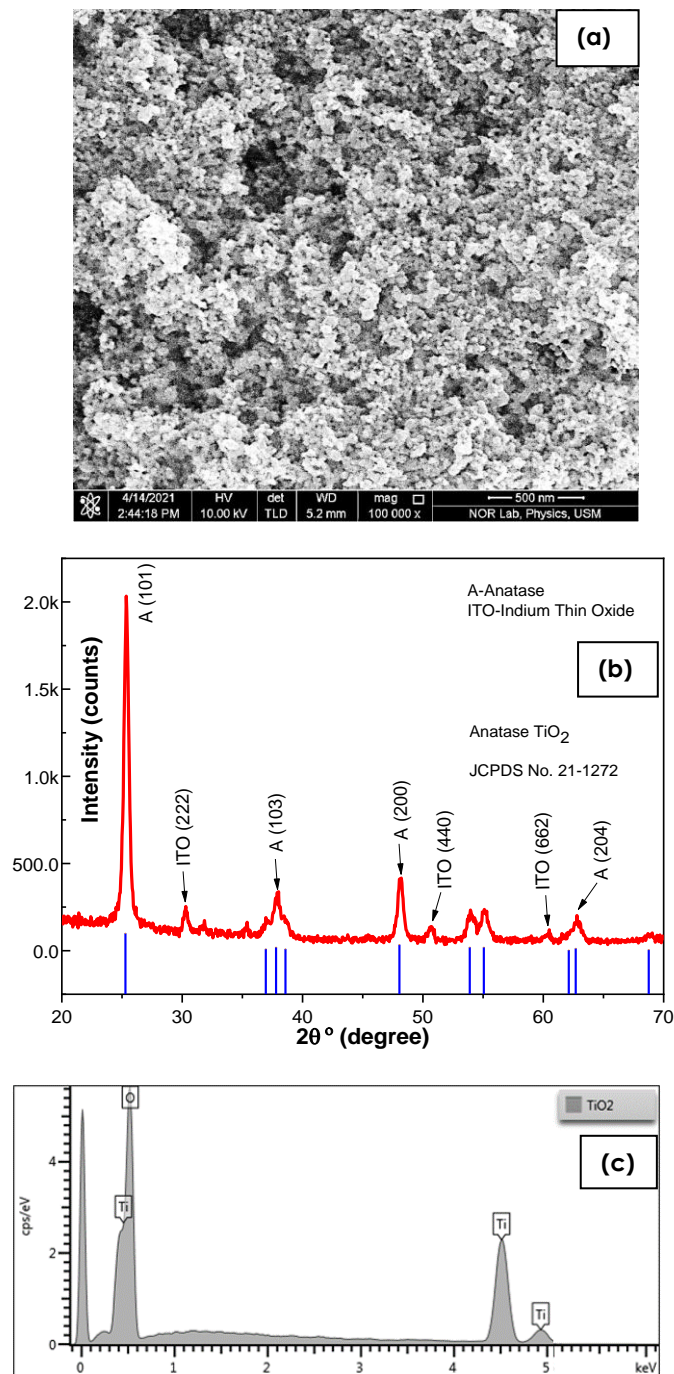 (a)
4/14/2021 HV det WD mag □ 500 nm
2:44:18 PM 10.00 kV TLD 5.2 mm 100 000 x NOR Lab, Physics, USM
A (101)
A-Anatase
ITO-Indium Thin Oxide
(b)
Anatase TiO2
JCPDS No. 21-1272
ITO (222)
A (103)
A (200)
ITO (440)
ITO (662)
A (204)
Intensity (counts)
2.0k
1.5k
1.0k
500.0
0.0
20 30 40 50 60 70
2θ° (degree)
TiO2
(c)
O
Ti
Ti
Ti
cps/eV
4
2
0
0 1 2 3 4 5 keV